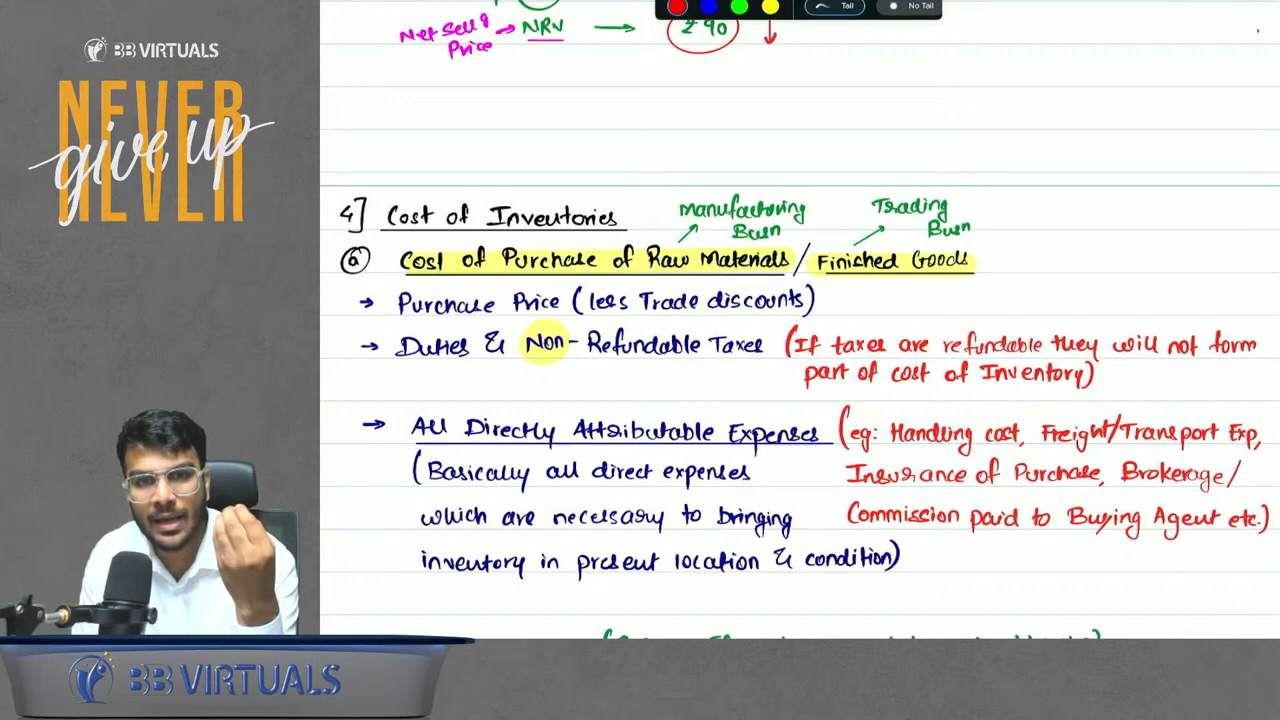 BB VIRTUALS
NEVER
give up
NEVER
Net Selling
Price → NRV → ₹90 ↓
Tail
No Tail
4] Cost of Inventories
Manufacturing
Busn
Trading
Busn
(a) Cost of Purchase of Raw Materials / Finished Goods
→ Purchase Price (less Trade discounts)
→ Duties & Non-Refundable Taxes (If taxes are refundable they will not form
part of cost of Inventory)
→ All Directly Attributable Expenses (eg: Handling cost, Freight/Transport Exp,
(Basically all direct expenses Insurance of Purchase, Brokerage/
which are necessary to bringing Commission paid to Buying Agent etc.)
inventory in present location & condition)
BB VIRTUALS